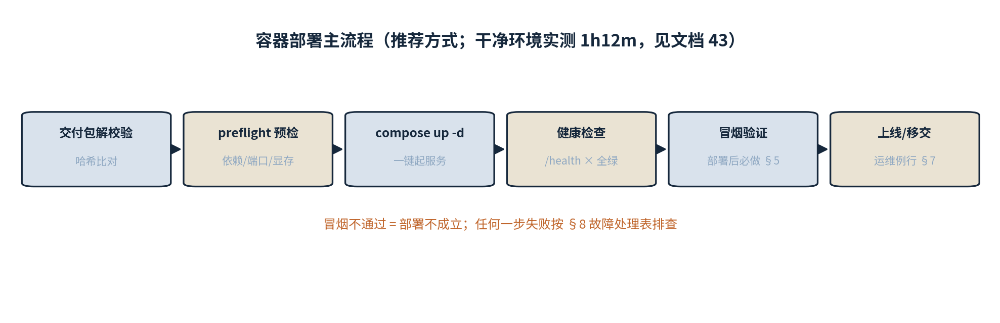 容器部署主流程（推荐方式；干净环境实测 1h12m，见文档 43）
交付包解校验
哈希比对
preflight 预检
依赖/端口/显存
compose up -d
一键起服务
健康检查
/health × 全绿
冒烟验证
部署后必做 §5
上线/移交
运维例行 §7
冒烟不通过 = 部署不成立；任何一步失败按 §8 故障处理表排查